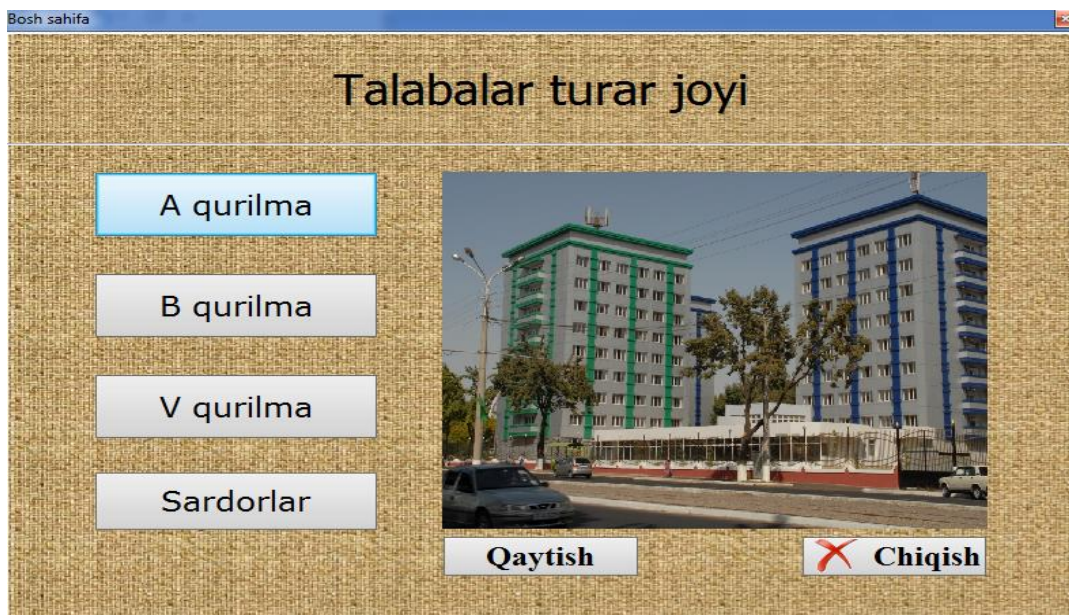 Bosh sahifa
Talabalar turar joyi
A qurilma
B qurilma
V qurilma
Sardorlar
Qaytish
Chiqish